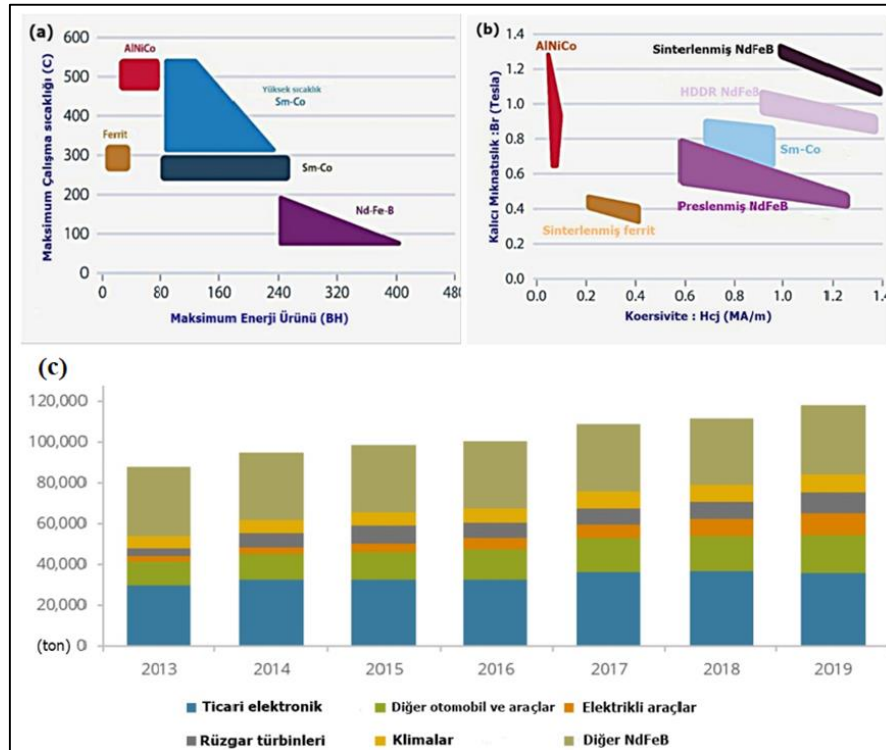 (a)
Maksimum Çalışma sıcaklığı (C)
600
500
400
300
200
100
0
AlNiCo
Yüksek sıcaklık
Sm-Co
Ferrit
Sm-Co
Nd-Fe-B
0
80
160
240
320
400
480
Maksimum Enerji Ürünü (BH)
(b)
Kalıcı Mıknatıslık :Br (Tesla)
1.4
1.2
1.0
0.8
0.6
0.4
0.2
0.0
AlNiCo
Sinterlenmiş NdFeB
HDDR NdFeB
Sm-Co
Preslenmiş NdFeB
Sinterlenmiş ferrit
0.0
0.2
0.4
0.6
0.8
1.0
1.2
1.4
Koersivite : Hcj (MA/m)
(c)
120,000
100,000
80,000
60,000
40,000
20,000
(ton) 0
2013
2014
2015
2016
2017
2018
2019
Ticari elektronik
Diğer otomobil ve araçlar
Elektrikli araçlar
Rüzgar türbinleri
Klimalar
Diğer NdFeB